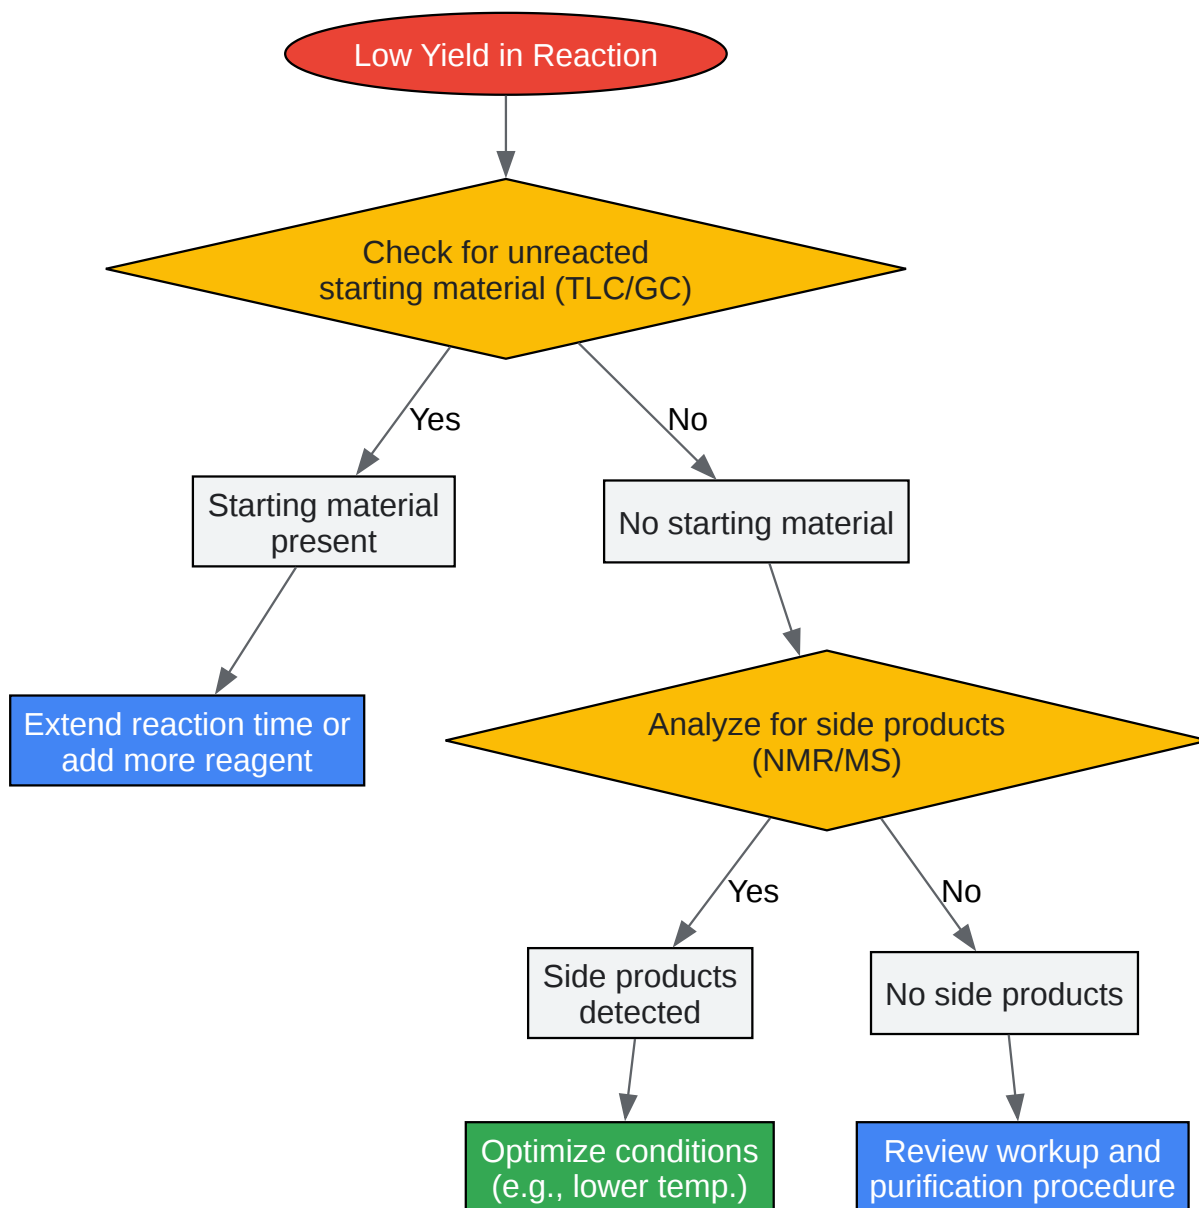 Low Yield in Reaction
Check for unreacted
starting material (TLC/GC)
Yes
No
Starting material
present
No starting material
Extend reaction time or
add more reagent
Analyze for side products
(NMR/MS)
Yes
No
Side products
detected
No side products
Optimize conditions
(e.g., lower temp.)
Review workup and
purification procedure